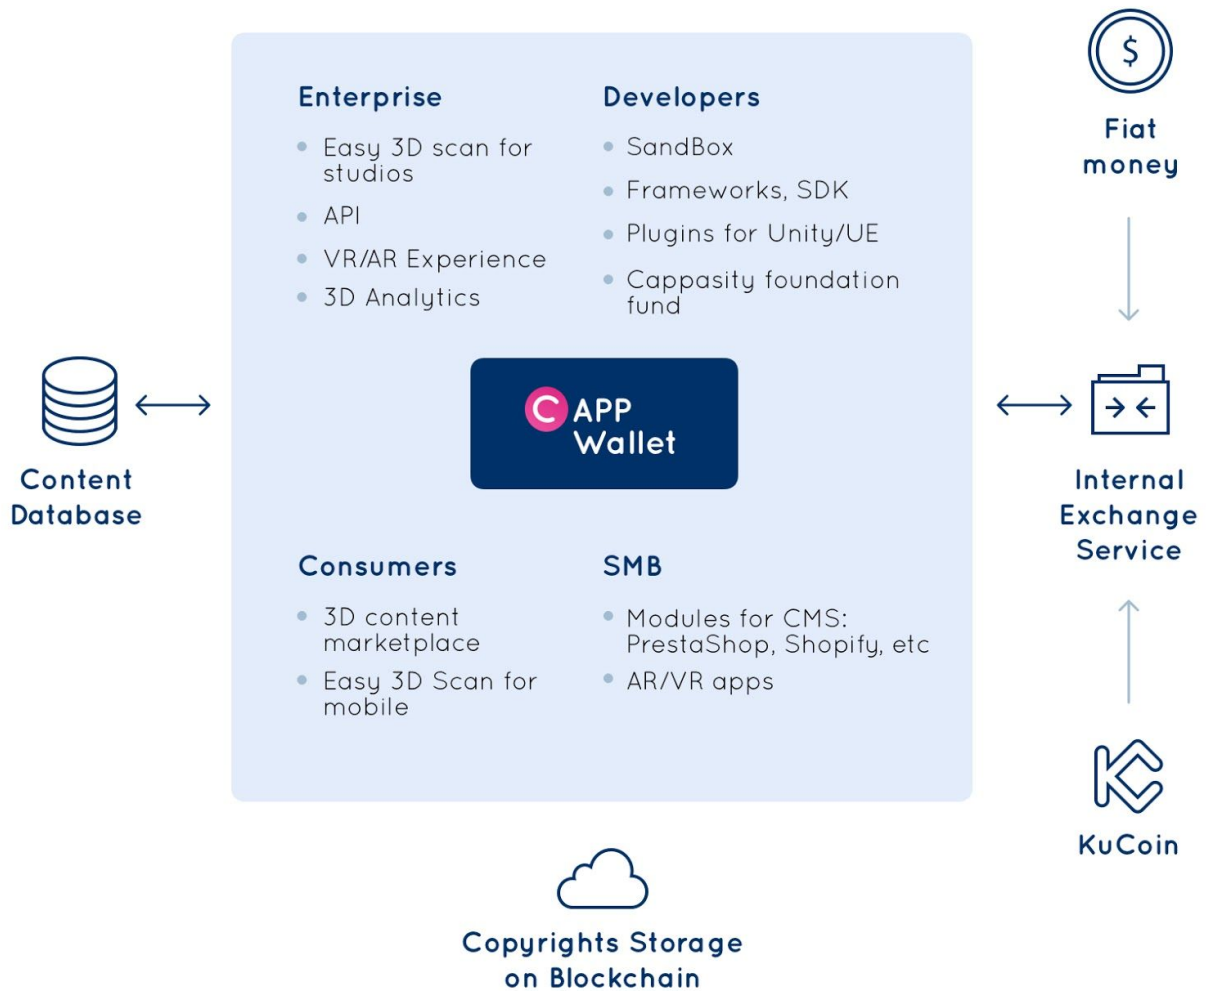 Enterprise
Easy 3D scan for
studios
API
VR/AR Experience
3D Analytics
Developers
SandBox
Frameworks, SDK
Plugins for Unity/UE
Cappasity foundation
fund
$
Fiat
money
Content
Database
C APP
Wallet
Internal
Exchange
Service
Consumers
3D content
marketplace
Easy 3D Scan for
mobile
SMB
Modules for CMS:
PrestaShop, Shopify, etc
AR/VR apps
KuCoin
Copyrights Storage
on Blockchain